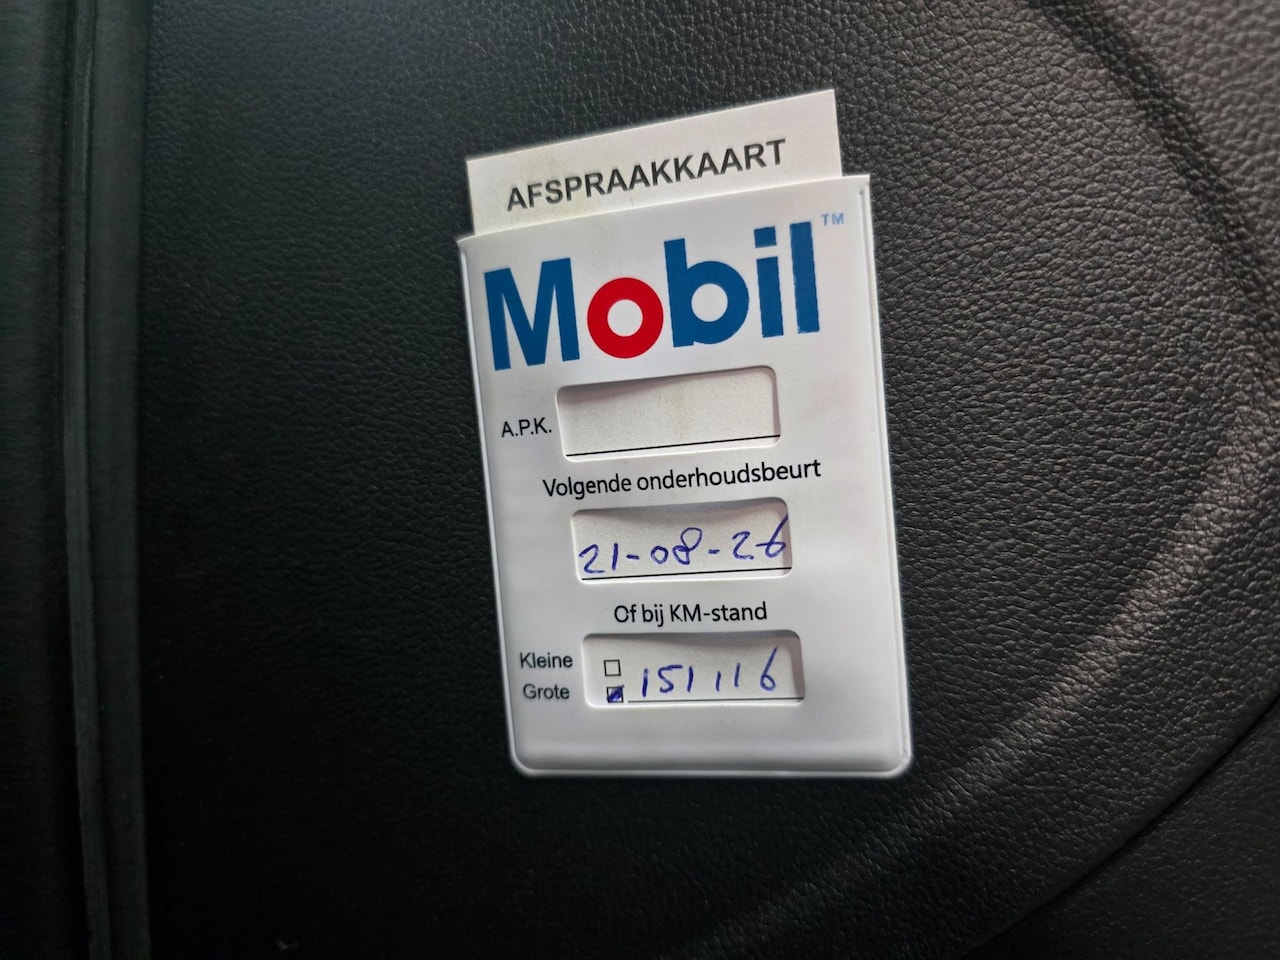 AFSPRAAKKAART
Mobil™
A.P.K.
Volgende onderhoudsbeurt
21-08-26
Of bij KM-stand
Kleine
Grote 151116